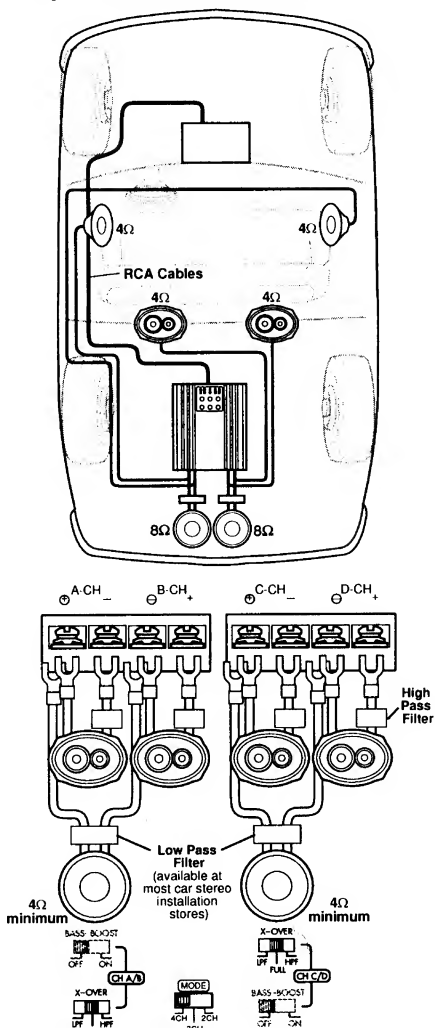 4Ω
4Ω
RCA Cables
4Ω
4Ω
8Ω
8Ω
⊕ A-CH −
⊖ B-CH +
⊕ C-CH −
⊖ D-CH +
High
Pass
Filter
Low Pass
Filter
(available at
most car stereo
installation
stores)
4Ω
minimum
4Ω
minimum
BASS-BOOST
OFF ON
CH A/B
X-OVER
LPF HPF
MODE
4CH 2CH
X-OVER
LPF HPF
FULL
CH C/D
BASS-BOOST
OFF ON